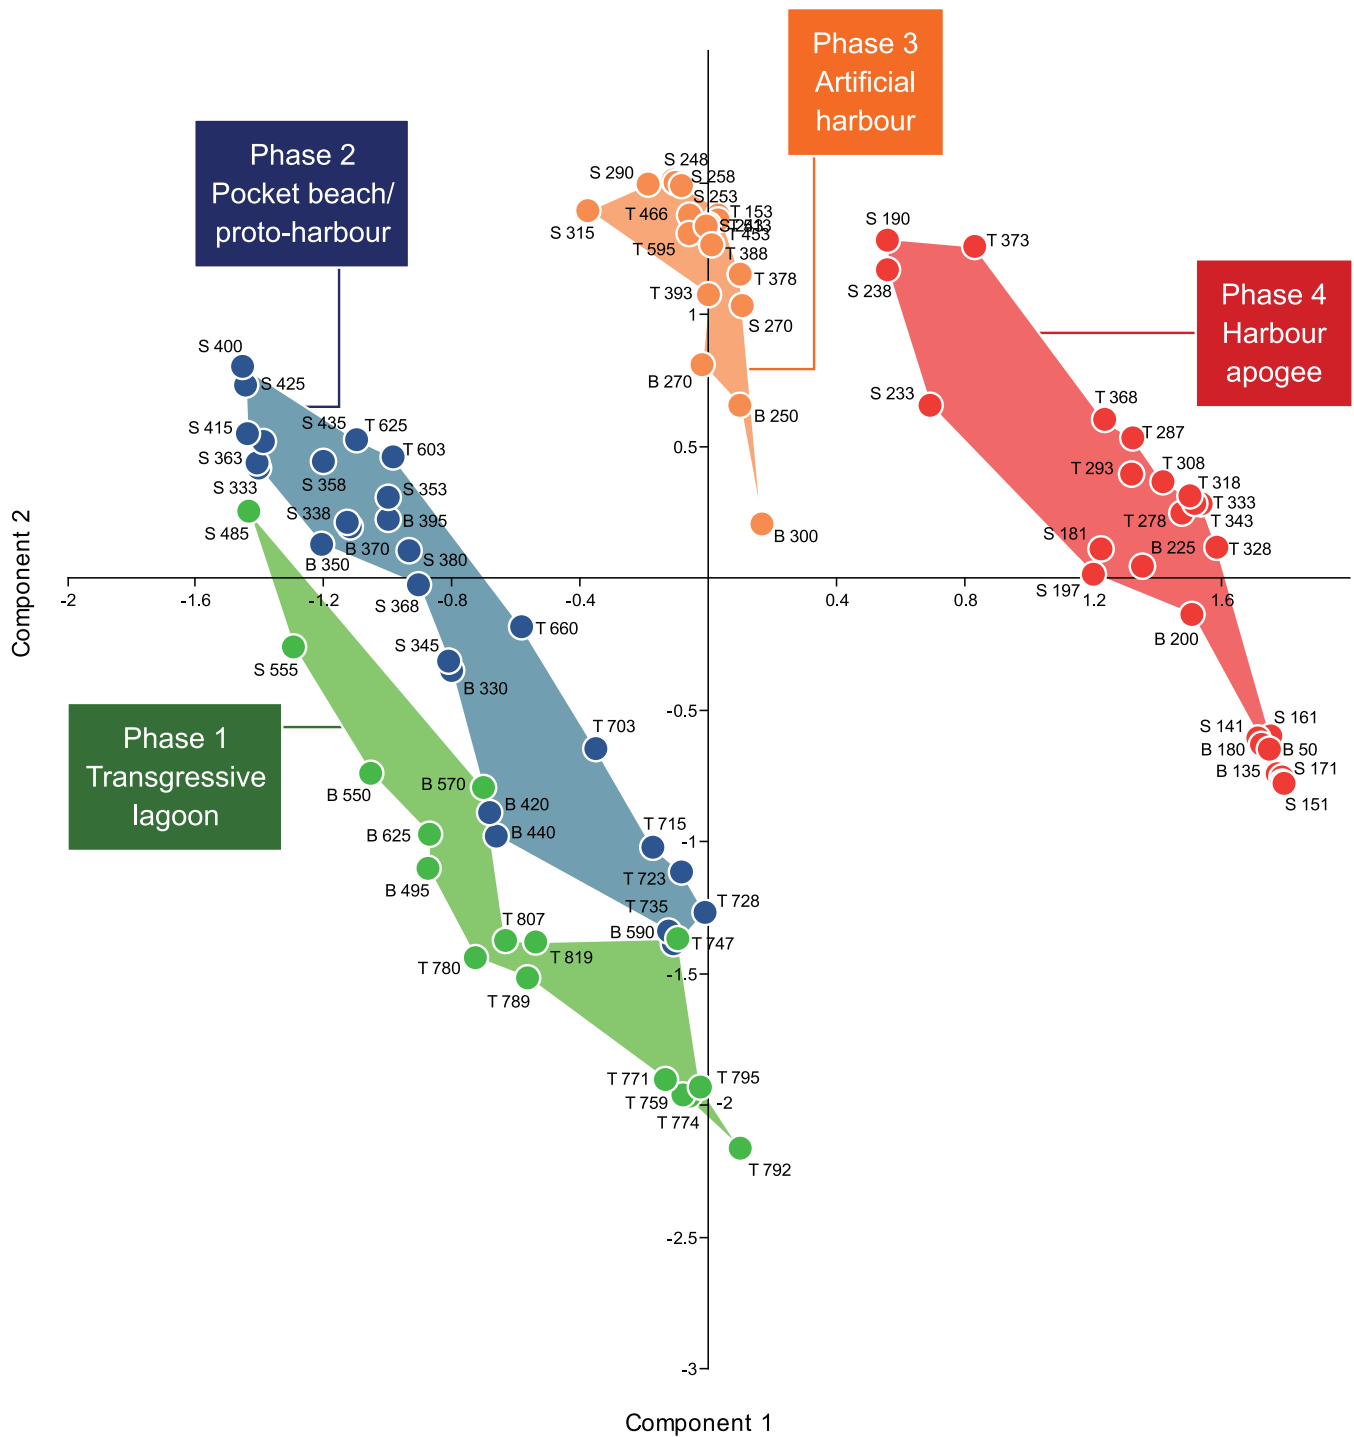 Phase 3
Artificial
harbour
Phase 2
Pocket beach/
proto-harbour
Phase 4
Harbour
apogee
Phase 1
Transgressive
lagoon
S 248
S 290
S 258
S 253
T 466
T 153
S 315
T 453
T 595
T 388
T 378
T 393
S 270
1
B 270
B 250
0.5
B 300
S 190
T 373
S 238
S 233
T 368
T 287
T 293
T 308
T 318
T 333
T 278
T 343
S 181
B 225
T 328
S 197
B 200
S 141
S 161
B 180
B 50
B 135
S 171
S 151
S 400
S 425
S 435
T 625
S 415
T 603
S 363
S 358
S 333
S 353
S 485
S 338
B 395
B 370
B 350
S 380
S 368
T 660
S 345
S 555
B 330
T 703
B 550
B 570
B 420
B 625
B 440
T 715
B 495
T 723
T 728
T 807
T 735
B 590
T 747
T 819
T 780
T 789
T 771
T 795
T 759
T 774
T 792
-2
-1.6
-1.2
-0.8
-0.4
0.4
0.8
1.2
1.6
-0.5
-1
-1.5
-2
-2.5
-3
Component 2
Component 1